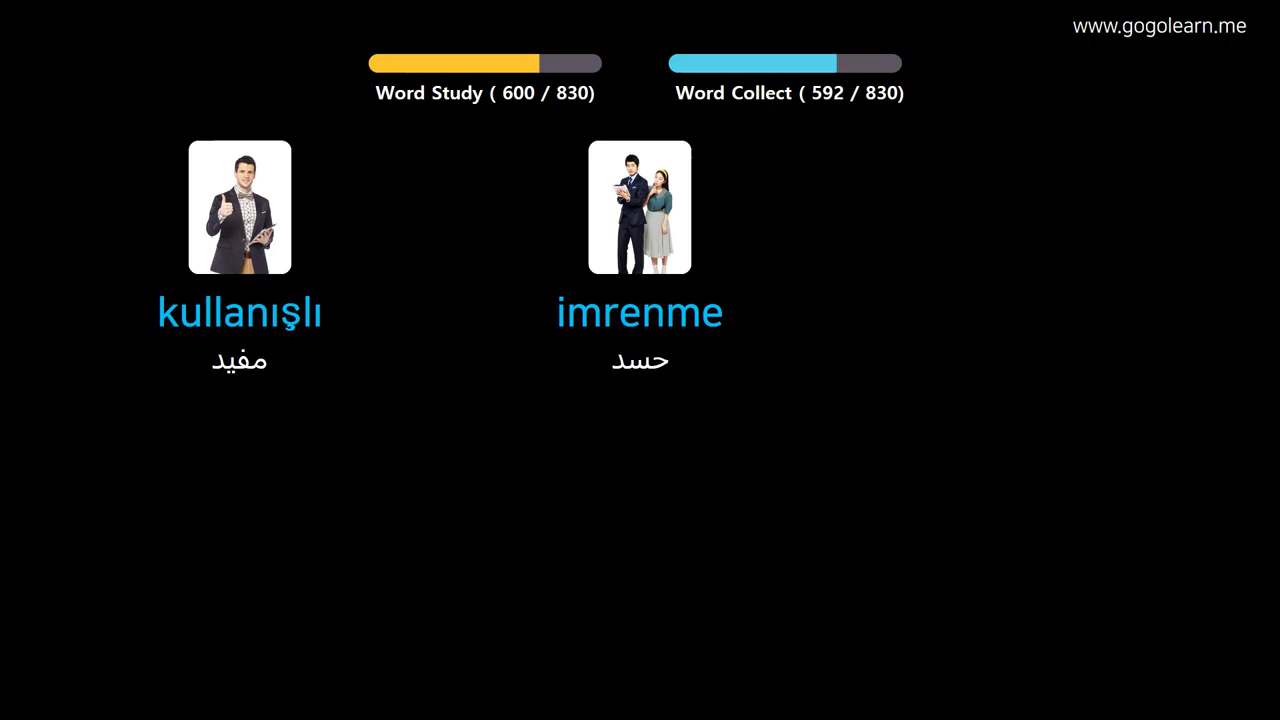 www.gogolearn.me
Word Study ( 600 / 830)
Word Collect ( 592 / 830)
kullanışlı
مفيد
imrenme
حسد